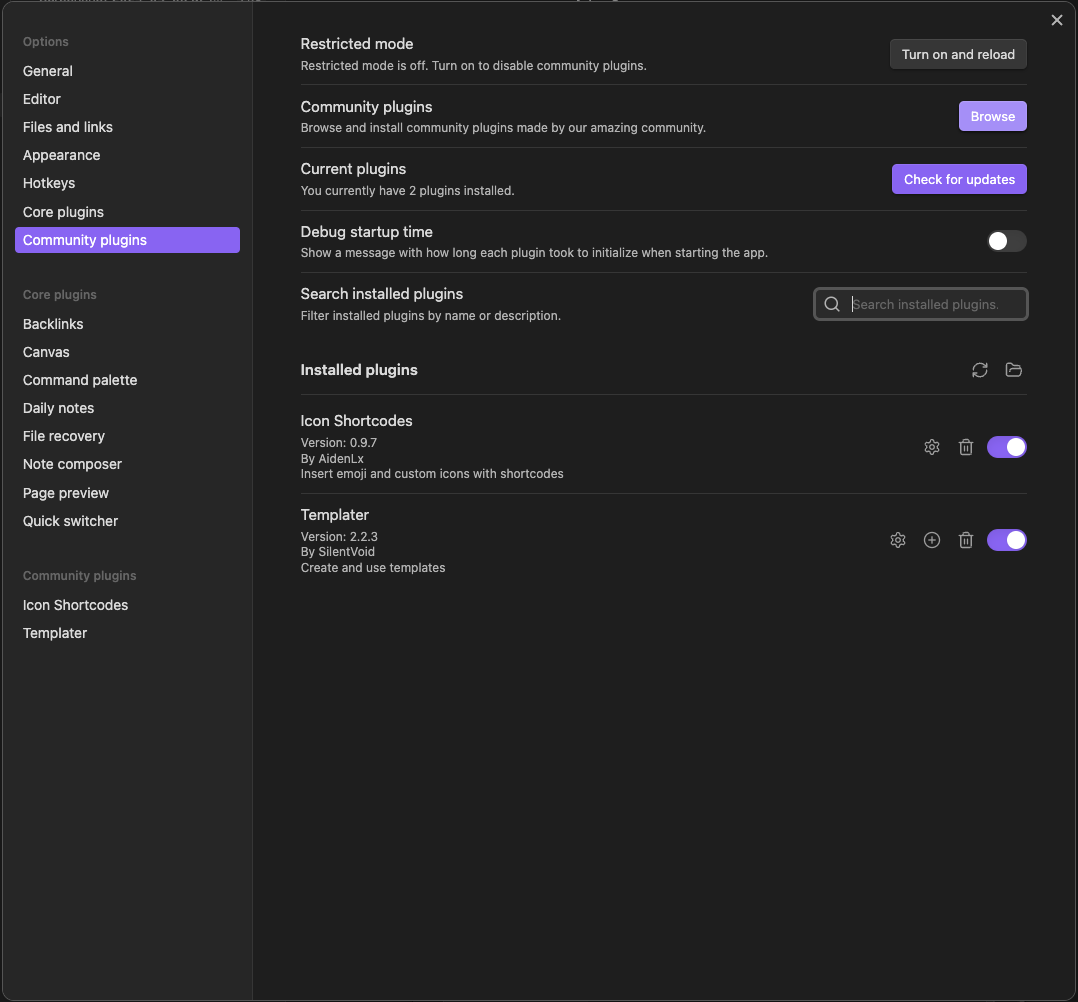 Options
General
Editor
Files and links
Appearance
Hotkeys
Core plugins
Community plugins
Core plugins
Backlinks
Canvas
Command palette
Daily notes
File recovery
Note composer
Page preview
Quick switcher
Community plugins
Icon Shortcodes
Templater
Restricted mode
Restricted mode is off. Turn on to disable community plugins.
Turn on and reload
Community plugins
Browse and install community plugins made by our amazing community.
Browse
Current plugins
You currently have 2 plugins installed.
Check for updates
Debug startup time
Show a message with how long each plugin took to initialize when starting the app.
Search installed plugins
Filter installed plugins by name or description.
Search installed plugins.
Installed plugins
Icon Shortcodes
Version: 0.9.7
By AidenLx
Insert emoji and custom icons with shortcodes
Templater
Version: 2.2.3
By SilentVoid
Create and use templates